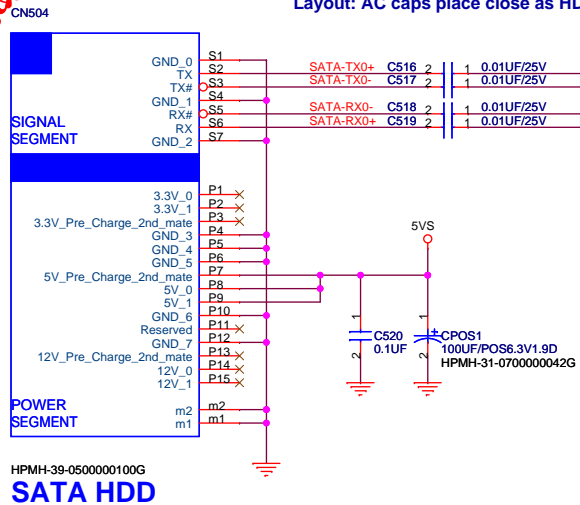 CN504
Layout: AC caps place close as HD
GND_0 S1
TX S2 SATA-TX0+ C516 2 1 0.01UF/25V
TX# S3 SATA-TX0- C517 2 1 0.01UF/25V
GND_1 S4
RX# S5 SATA-RX0- C518 2 1 0.01UF/25V
RX S6 SATA-RX0+ C519 2 1 0.01UF/25V
GND_2 S7
SIGNAL
SEGMENT
3.3V_0 P1
3.3V_1 P2
3.3V_Pre_Charge_2nd_mate P3
GND_3 P4
GND_4 P5
GND_5 P6
5V_Pre_Charge_2nd_mate P7
5V_0 P8
5V_1 P9
GND_6 P10
Reserved P11
GND_7 P12
12V_Pre_Charge_2nd_mate P13
12V_0 P14
12V_1 P15
5VS
1
C520
0.1UF
2
1
+
CPOS1
100UF/POS6.3V1.9D
2
HPMH-31-0700000042G
POWER
SEGMENT
m2 m2
m1 m1
HPMH-39-0500000100G
SATA HDD